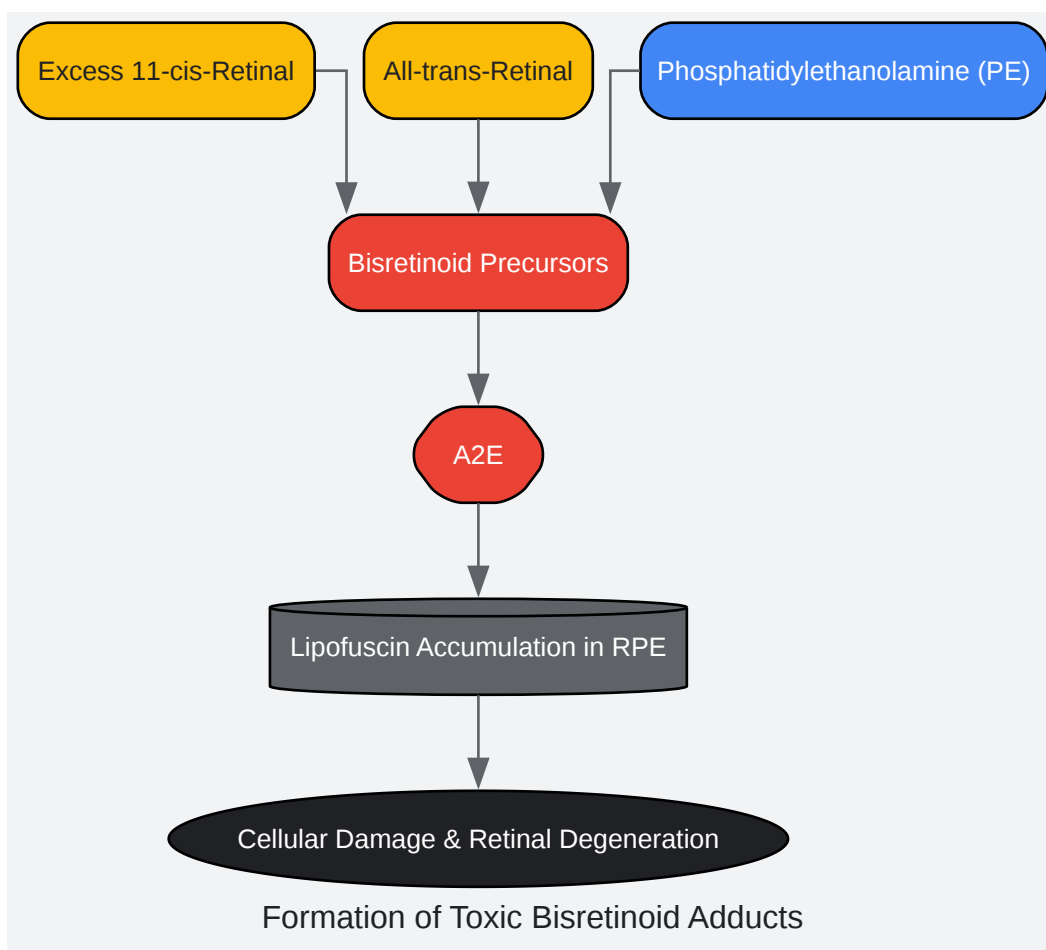 Excess 11-cis-Retinal
All-trans-Retinal
Phosphatidylethanolamine (PE)
Bisretinoid Precursors
A2E
Lipofuscin Accumulation in RPE
Cellular Damage & Retinal Degeneration
Formation of Toxic Bisretinoid Adducts